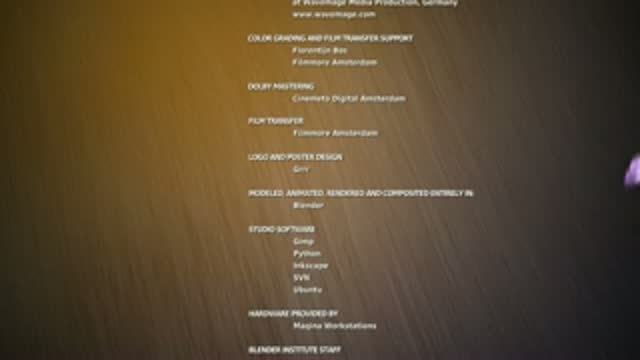 at Wavemage Media Production, Germany
www.wavemage.com
COLOR GRADING AND FILM TRANSFER SUPPORT
Florentijn Bos
Filmmore Amsterdam
DOLBY MASTERING
Cinemeta Digital Amsterdam
FILM TRANSFER
Filmmore Amsterdam
LOGO AND POSTER DESIGN
Grrr
MODELED, ANIMATED, RENDERED AND COMPOSITED ENTIRELY IN:
Blender
STUDIO SOFTWARE
Gimp
Python
Inkscape
SVN
Ubuntu
HARDWARE PROVIDED BY
Maqina Workstations
BLENDER INSTITUTE STAFF